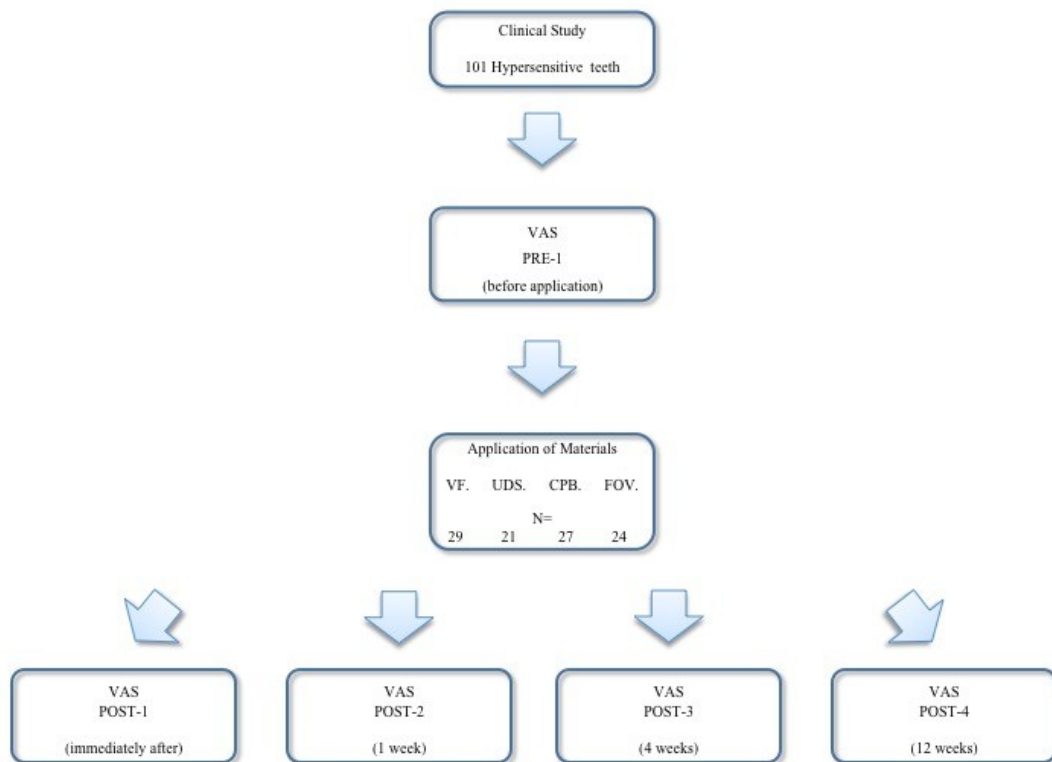 Clinical Study
101 Hypersensitive teeth
VAS
PRE-1
(before application)
Application of Materials
VF. UDS. CPB. FOV.
N=
29 21 27 24
VAS
POST-1
(immediately after)
VAS
POST-2
(1 week)
VAS
POST-3
(4 weeks)
VAS
POST-4
(12 weeks)